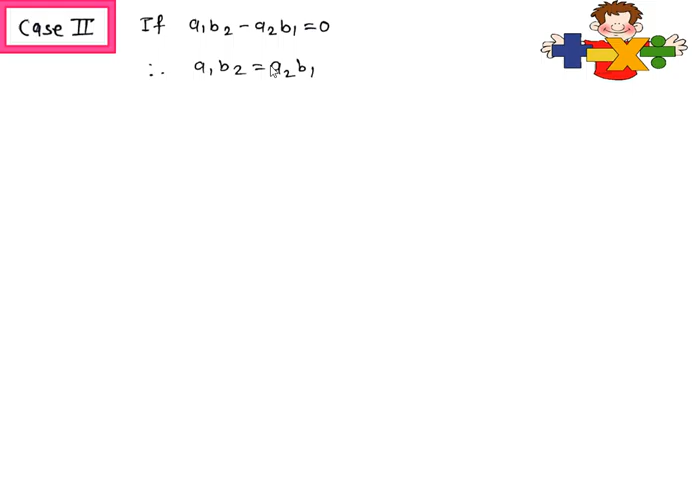 Case II If a₁b₂ - a₂b₁ = 0
∴ a₁b₂ = a₂b₁